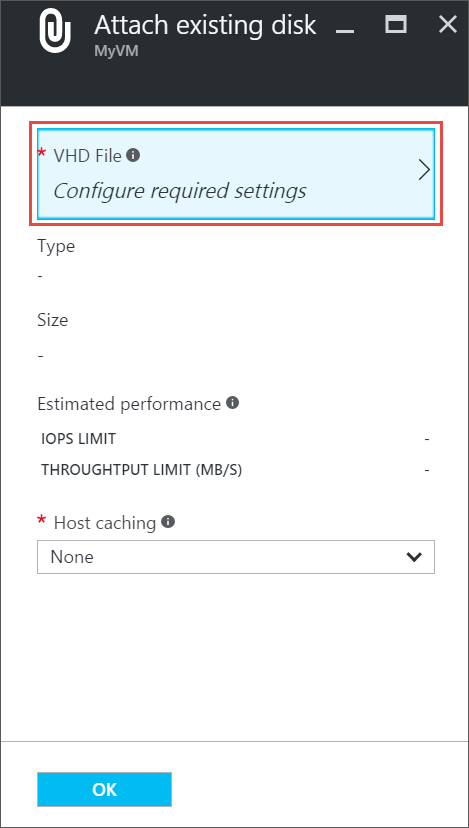 Attach existing disk
MyVM
* VHD File
Configure required settings
Type
-
Size
-
Estimated performance
IOPS LIMIT -
THROUGHTPUT LIMIT (MB/S) -
* Host caching
None
OK